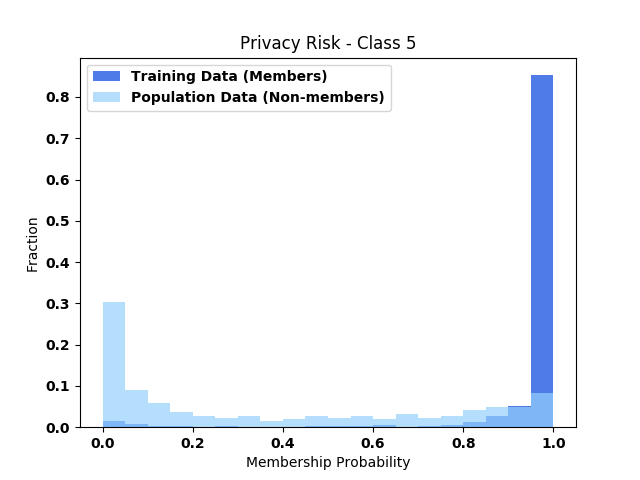 Privacy Risk - Class 5
Training Data (Members)
Population Data (Non-members)
Fraction
0.8
0.7
0.6
0.5
0.4
0.3
0.2
0.1
0.0
0.0 0.2 0.4 0.6 0.8 1.0
Membership Probability